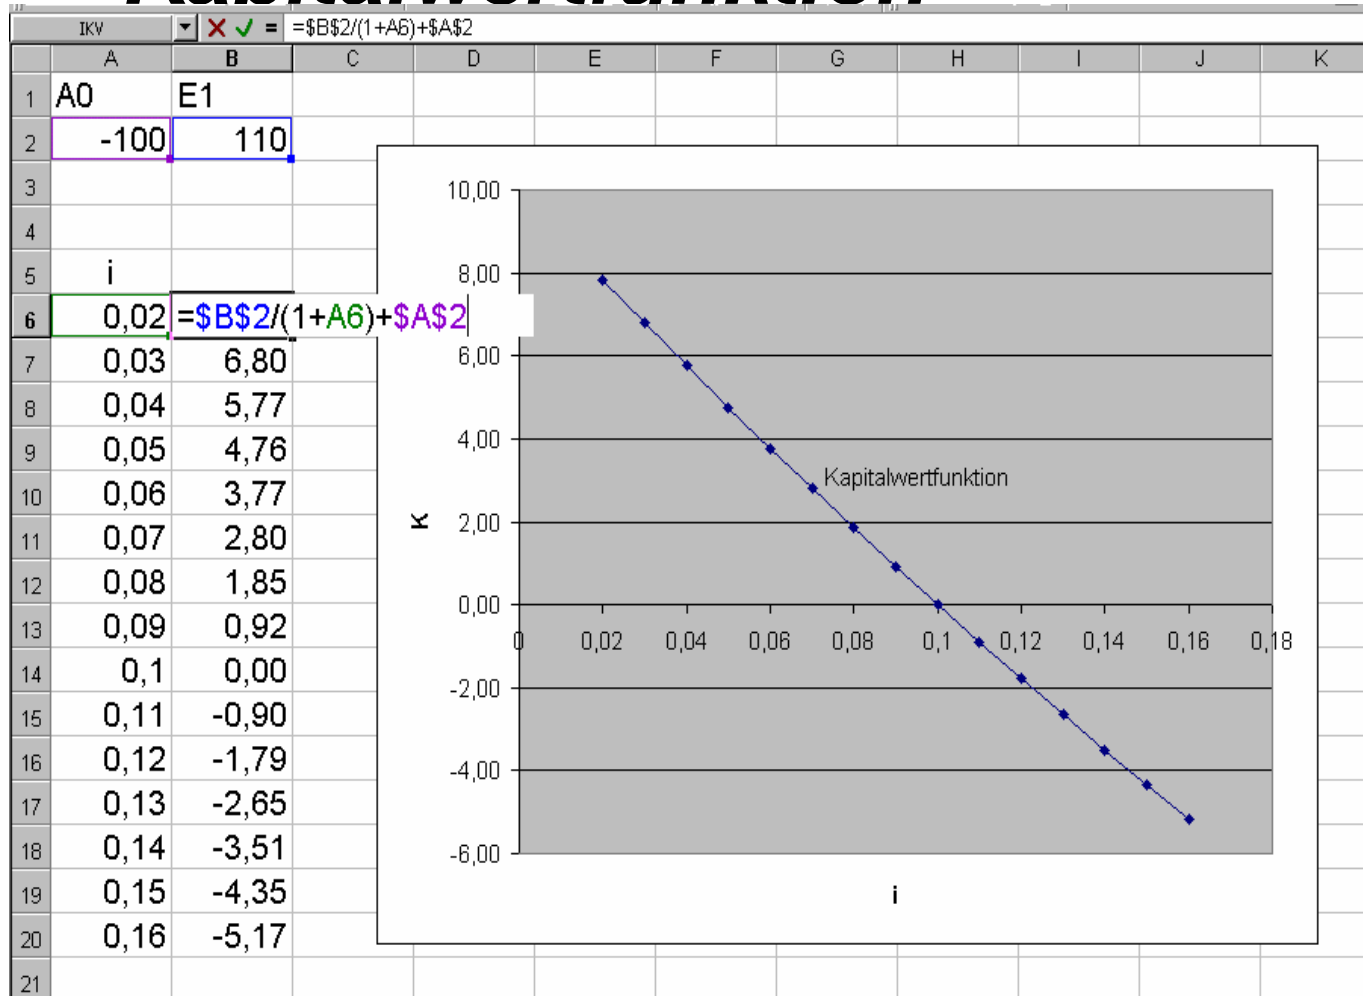 Kapitalwertfunktion
IKV =$B$2/(1+A6)+$A$2
A B C D E F G H I J K
1 A0 E1
2 -100 110
3
4
5 i
6 0,02 =$B$2/(1+A6)+$A$2
7 0,03 6,80
8 0,04 5,77
9 0,05 4,76
10 0,06 3,77
11 0,07 2,80
12 0,08 1,85
13 0,09 0,92
14 0,1 0,00
15 0,11 -0,90
16 0,12 -1,79
17 0,13 -2,65
18 0,14 -3,51
19 0,15 -4,35
20 0,16 -5,17
21
10,00
8,00
6,00
4,00
Kapitalwertfunktion
K
2,00
0,00
0 0,02 0,04 0,06 0,08 0,1 0,12 0,14 0,16 0,18
-2,00
-4,00
-6,00
i